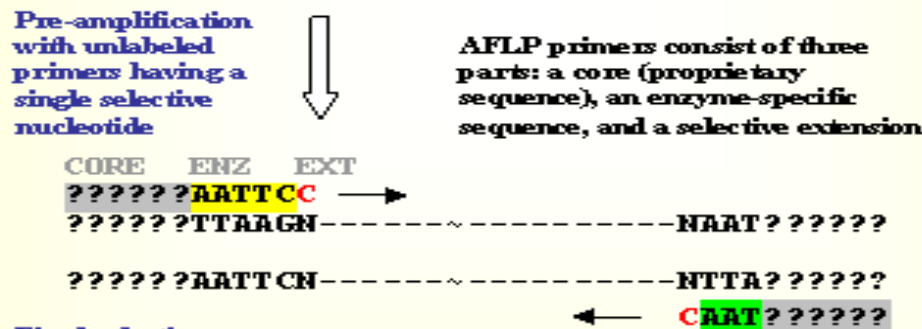 Pre-amplification
with unlabeled
primers having a
single selective
nucleotide
AFLP primers consist of three
parts: a core (proprietary
sequence), an enzyme-specific
sequence, and a selective extension
CORE ENZ EXT
??????AATTCC
??????TTAAGN------~-----------NAAT??????
??????AATTCN------~-----------NTTA??????
CAAT??????